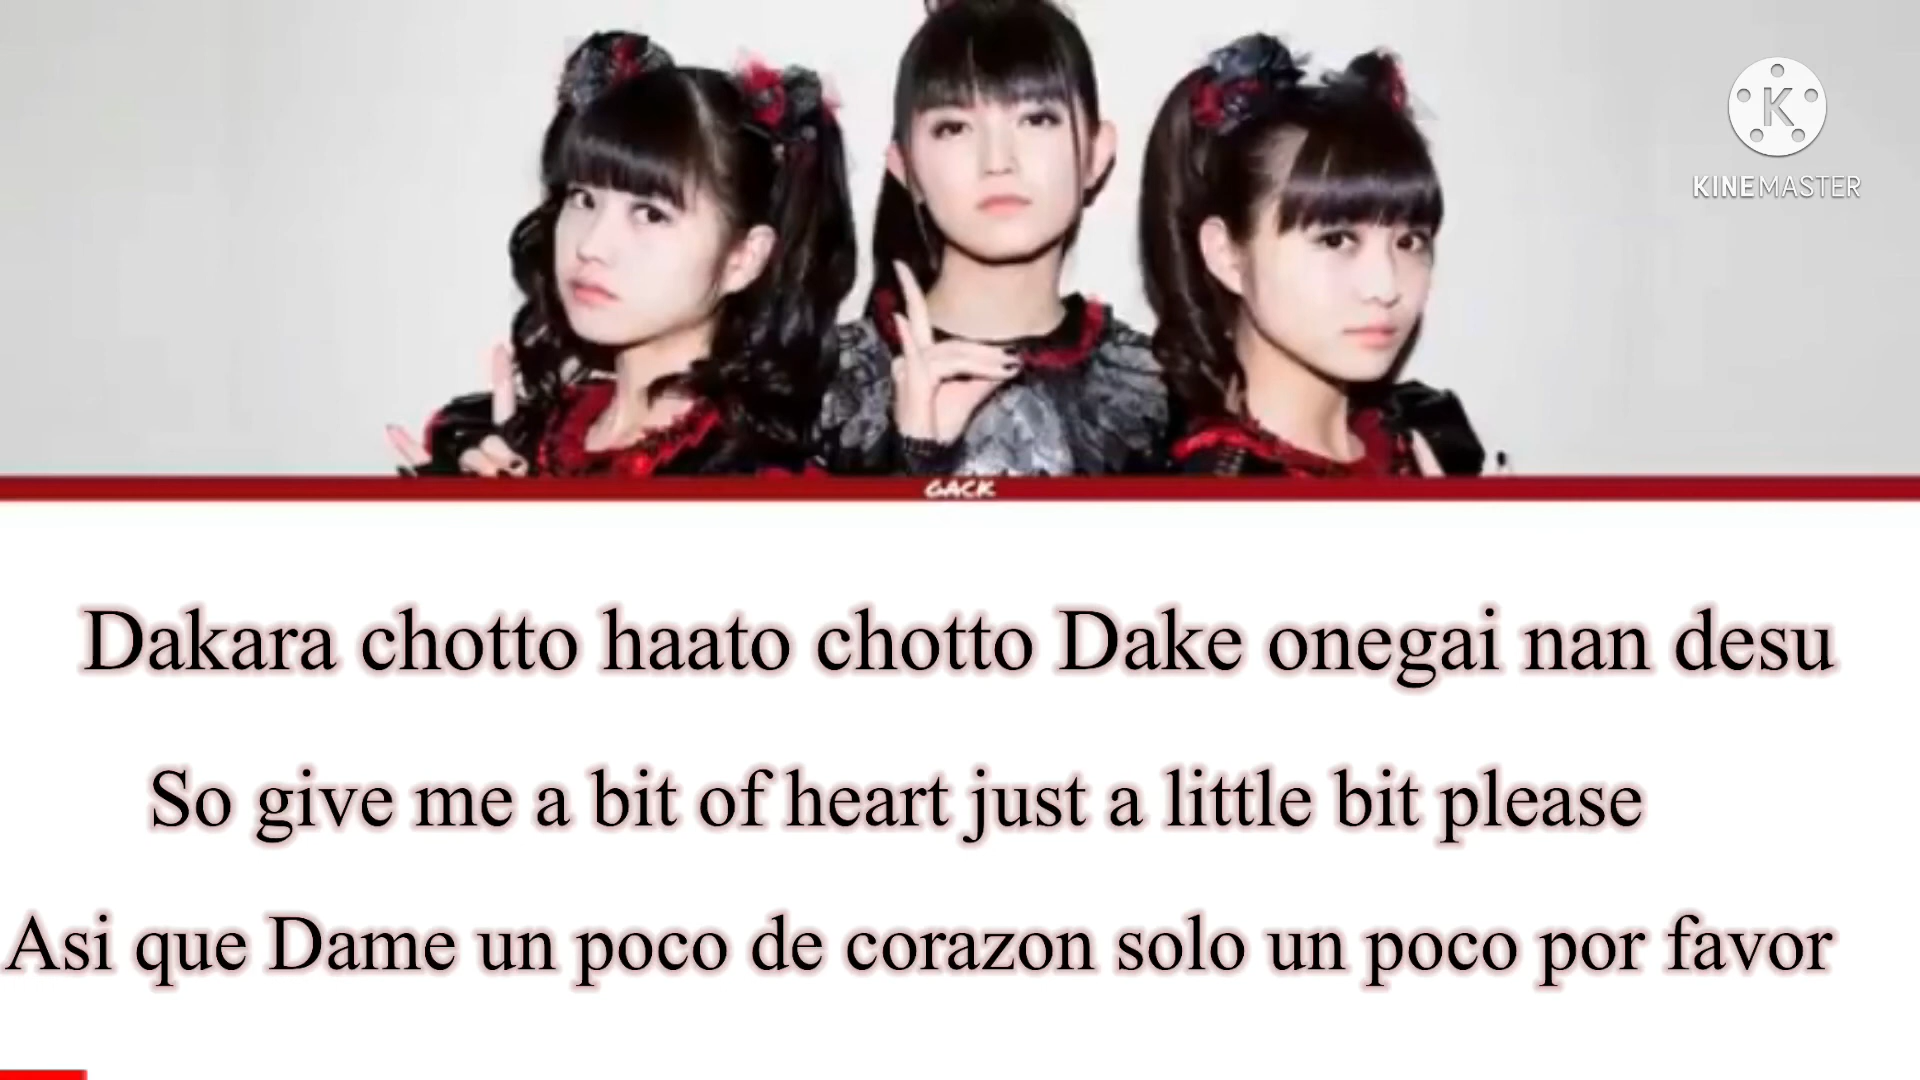 KINEMASTER
GACK
Dakara chotto haato chotto Dake onegai nan desu
So give me a bit of heart just a little bit please
Asi que Dame un poco de corazon solo un poco por favor